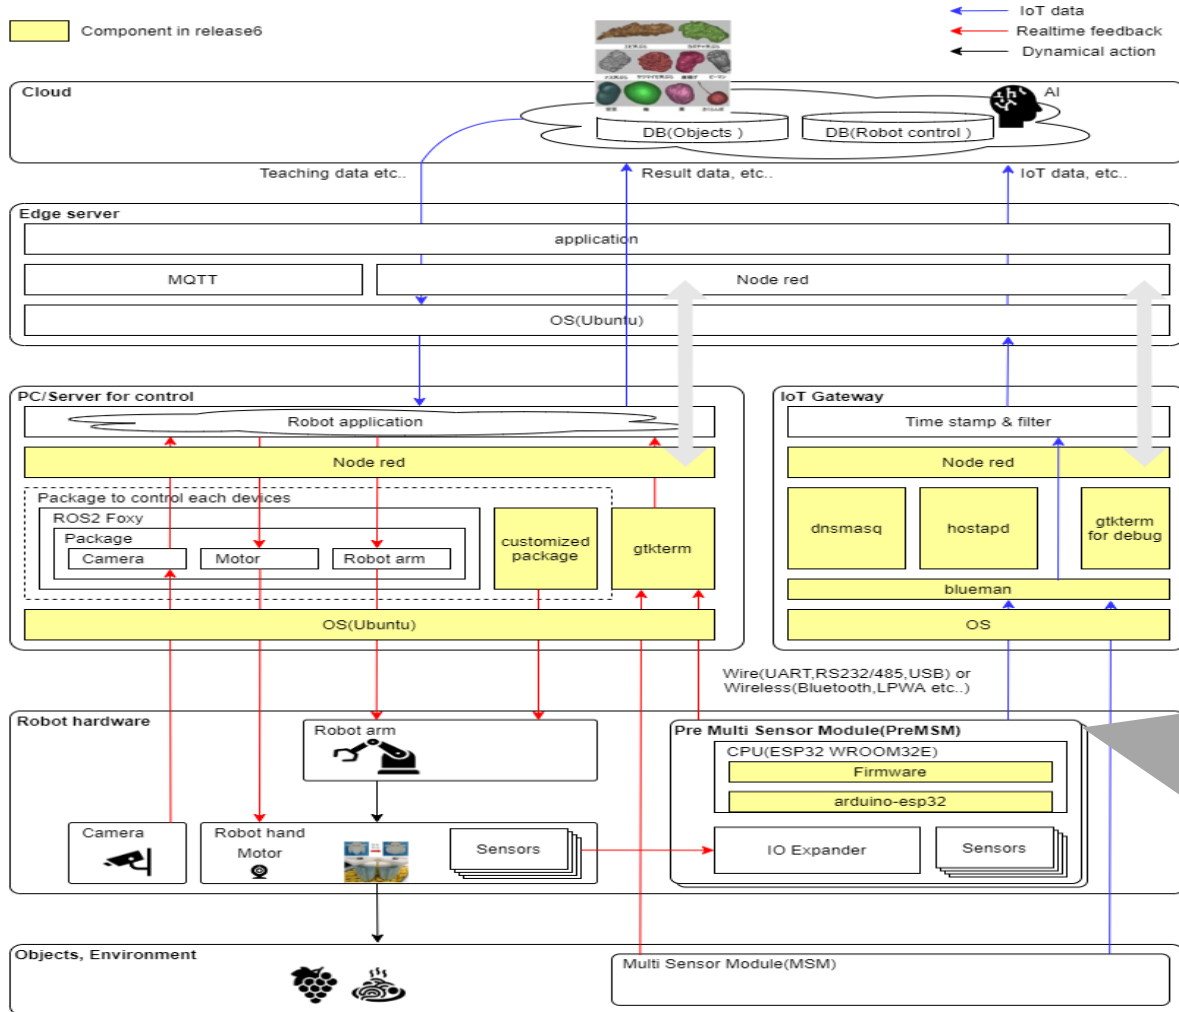 IoT data
Component in release6
Realtime feedback
Dynamical action
Cloud
AI
DB(Objects )
DB(Robot control )
Teaching data etc..
Result data, etc..
IoT data, etc..
Edge server
application
MQTT
Node red
OS(Ubuntu)
PC/Server for control
Robot application
Node red
Package to control each devices
ROS2 Foxy
Package
Camera
Motor
Robot arm
customized
package
gtkterm
OS(Ubuntu)
IoT Gateway
Time stamp & filter
Node red
dnsmasq
hostapd
gtkterm
for debug
blueman
OS
Wire(UART,RS232/485,USB) or
Wireless(Bluetooth,LPWA etc..)
Robot hardware
Robot arm
Camera
Robot hand
Motor
Sensors
Pre Multi Sensor Module(PreMSM)
CPU(ESP32 WROOM32E)
Firmware
arduino-esp32
IO Expander
Sensors
Objects, Environment
Multi Sensor Module(MSM)